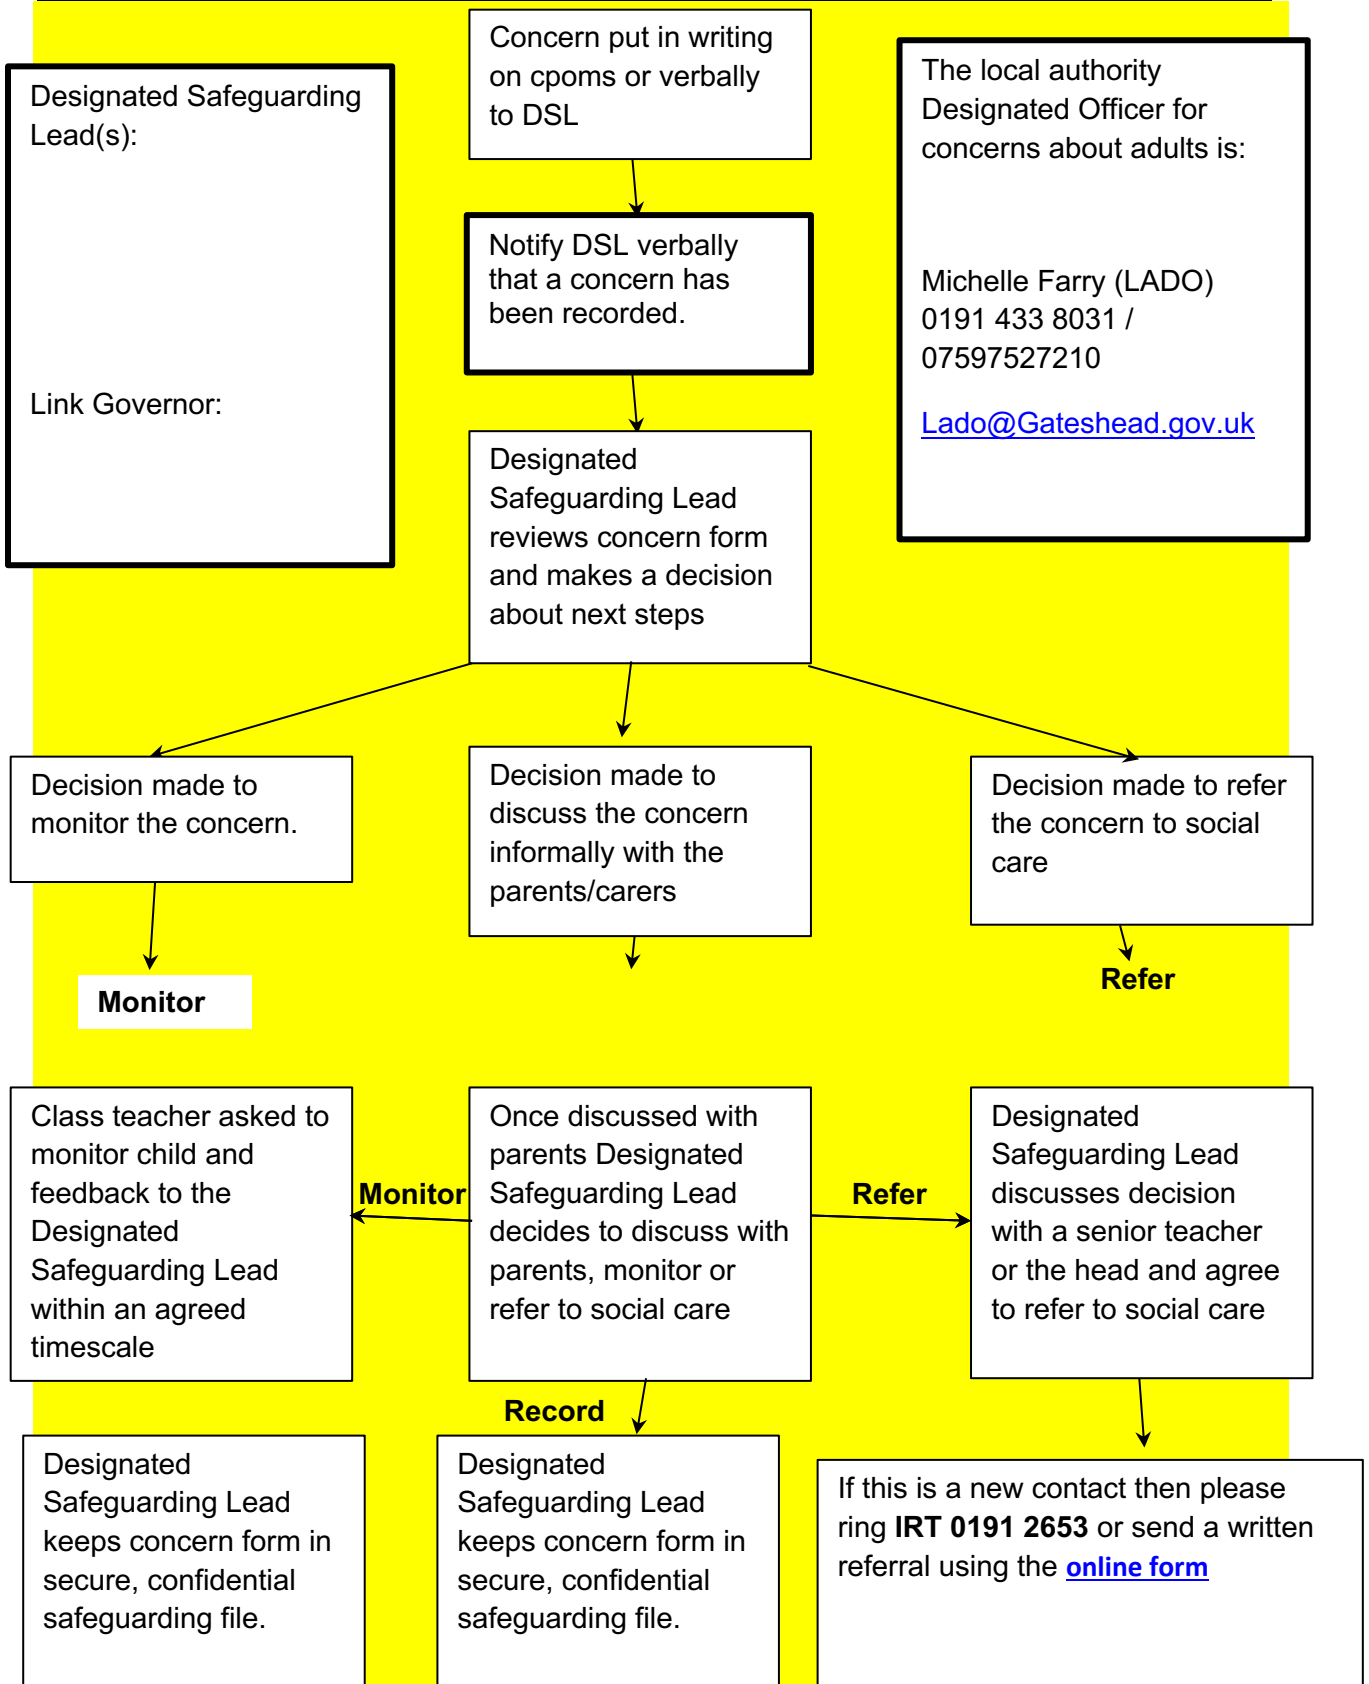 Concern put in writing
on cpoms or verbally
to DSL
Designated Safeguarding
Lead(s):
Link Governor:
The local authority
Designated Officer for
concerns about adults is:
Michelle Farry (LADO)
0191 433 8031 /
07597527210
Lado@Gateshead.gov.uk
Notify DSL verbally
that a concern has
been recorded.
Designated
Safeguarding Lead
reviews concern form
and makes a decision
about next steps
Decision made to
monitor the concern.
Decision made to
discuss the concern
informally with the
parents/carers
Decision made to refer
the concern to social
care
Monitor
Refer
Class teacher asked to
monitor child and
feedback to the
Designated
Safeguarding Lead
within an agreed
timescale
Monitor
Once discussed with
parents Designated
Safeguarding Lead
decides to discuss with
parents, monitor or
refer to social care
Refer
Designated
Safeguarding Lead
discusses decision
with a senior teacher
or the head and agree
to refer to social care
Record
Designated
Safeguarding Lead
keeps concern form in
secure, confidential
safeguarding file.
Designated
Safeguarding Lead
keeps concern form in
secure, confidential
safeguarding file.
If this is a new contact then please
ring IRT 0191 2653 or send a written
referral using the online form